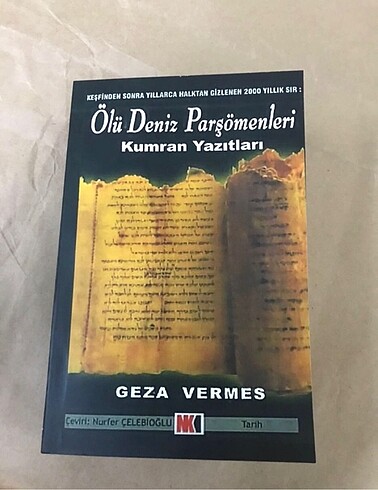 KEŞFİNDEN SONRA YILLARCA HALKTAN GİZLENEN 2000 YILLIK SIR :
Ölü Deniz Parşömenleri
Kumran Yazıtları
GEZA VERMES
Çeviri: Nurfer ÇELEBİOĞLU
NK
Tarih